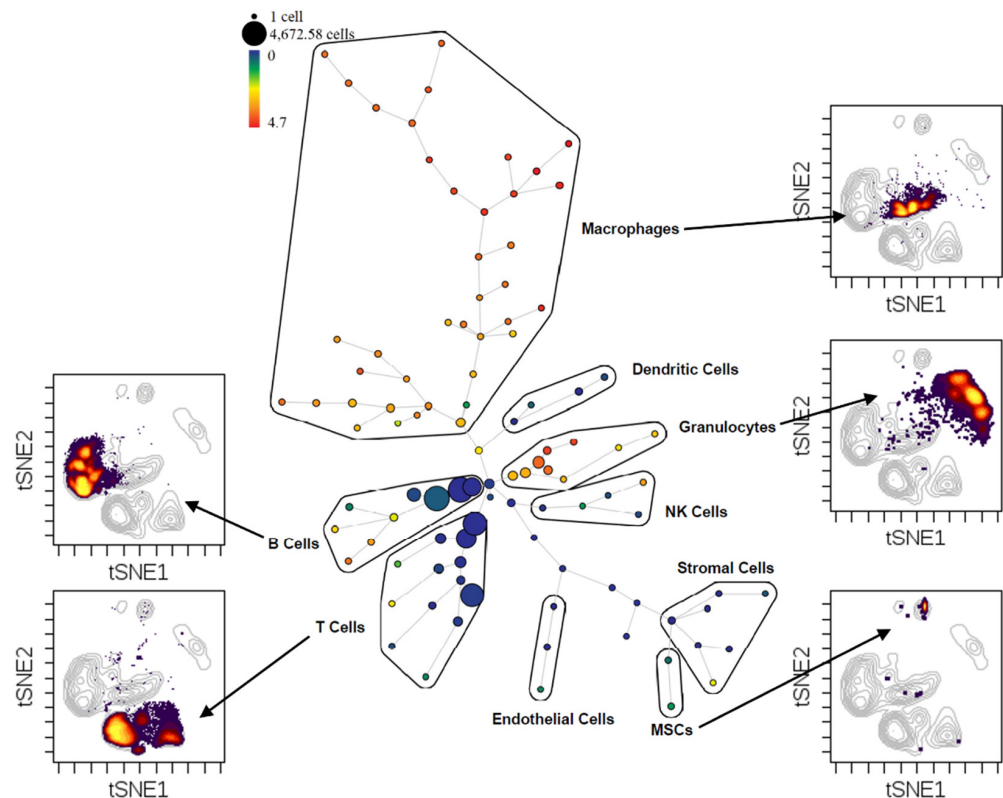 1 cell
4,672.58 cells
0
4.7
tSNE2
tSNE1
Macrophages
Dendritic Cells
tSNE2
tSNE1
Granulocytes
tSNE2
tSNE1
NK Cells
B Cells
Stromal Cells
tSNE2
tSNE1
T Cells
tSNE2
tSNE1
Endothelial Cells
MSCs